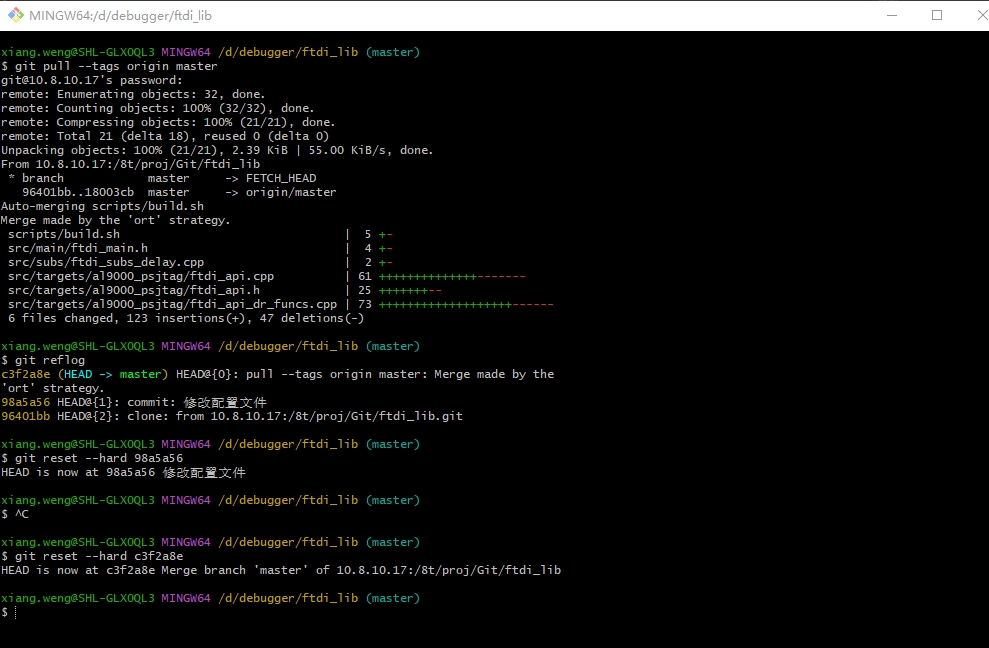 MINGW64:/d/debugger/ftdi_lib
xiang.weng@SHL-GLXOQL3 MINGW64 /d/debugger/ftdi_lib (master)
$ git pull --tags origin master
git@10.8.10.17's password:
remote: Enumerating objects: 32, done.
remote: Counting objects: 100% (32/32), done.
remote: Compressing objects: 100% (21/21), done.
remote: Total 21 (delta 18), reused 0 (delta 0)
Unpacking objects: 100% (21/21), 2.39 KiB | 55.00 KiB/s, done.
From 10.8.10.17:/8t/proj/Git/ftdi_lib
 * branch            master     -> FETCH_HEAD
   96401bb..18003cb  master     -> origin/master
Auto-merging scripts/build.sh
Merge made by the 'ort' strategy.
 scripts/build.sh                                |  5 +-
 src/main/ftdi_main.h                            |  4 +-
 src/subs/ftdi_subs_delay.cpp                    |  2 +-
 src/targets/al9000_psjtag/ftdi_api.cpp          | 61 ++++++++++++++-------
 src/targets/al9000_psjtag/ftdi_api.h            | 25 +++++++--
 src/targets/al9000_psjtag/ftdi_api_dr_funcs.cpp | 73 +++++++++++++++++++------
 6 files changed, 123 insertions(+), 47 deletions(-)
xiang.weng@SHL-GLXOQL3 MINGW64 /d/debugger/ftdi_lib (master)
$ git reflog
c3f2a8e (HEAD -> master) HEAD@{0}: pull --tags origin master: Merge made by the
'ort' strategy.
98a5a56 HEAD@{1}: commit: 修改配置文件
96401bb HEAD@{2}: clone: from 10.8.10.17:/8t/proj/Git/ftdi_lib.git
xiang.weng@SHL-GLXOQL3 MINGW64 /d/debugger/ftdi_lib (master)
$ git reset --hard 98a5a56
HEAD is now at 98a5a56 修改配置文件
xiang.weng@SHL-GLXOQL3 MINGW64 /d/debugger/ftdi_lib (master)
$ ^C
xiang.weng@SHL-GLXOQL3 MINGW64 /d/debugger/ftdi_lib (master)
$ git reset --hard c3f2a8e
HEAD is now at c3f2a8e Merge branch 'master' of 10.8.10.17:/8t/proj/Git/ftdi_lib
xiang.weng@SHL-GLXOQL3 MINGW64 /d/debugger/ftdi_lib (master)
$